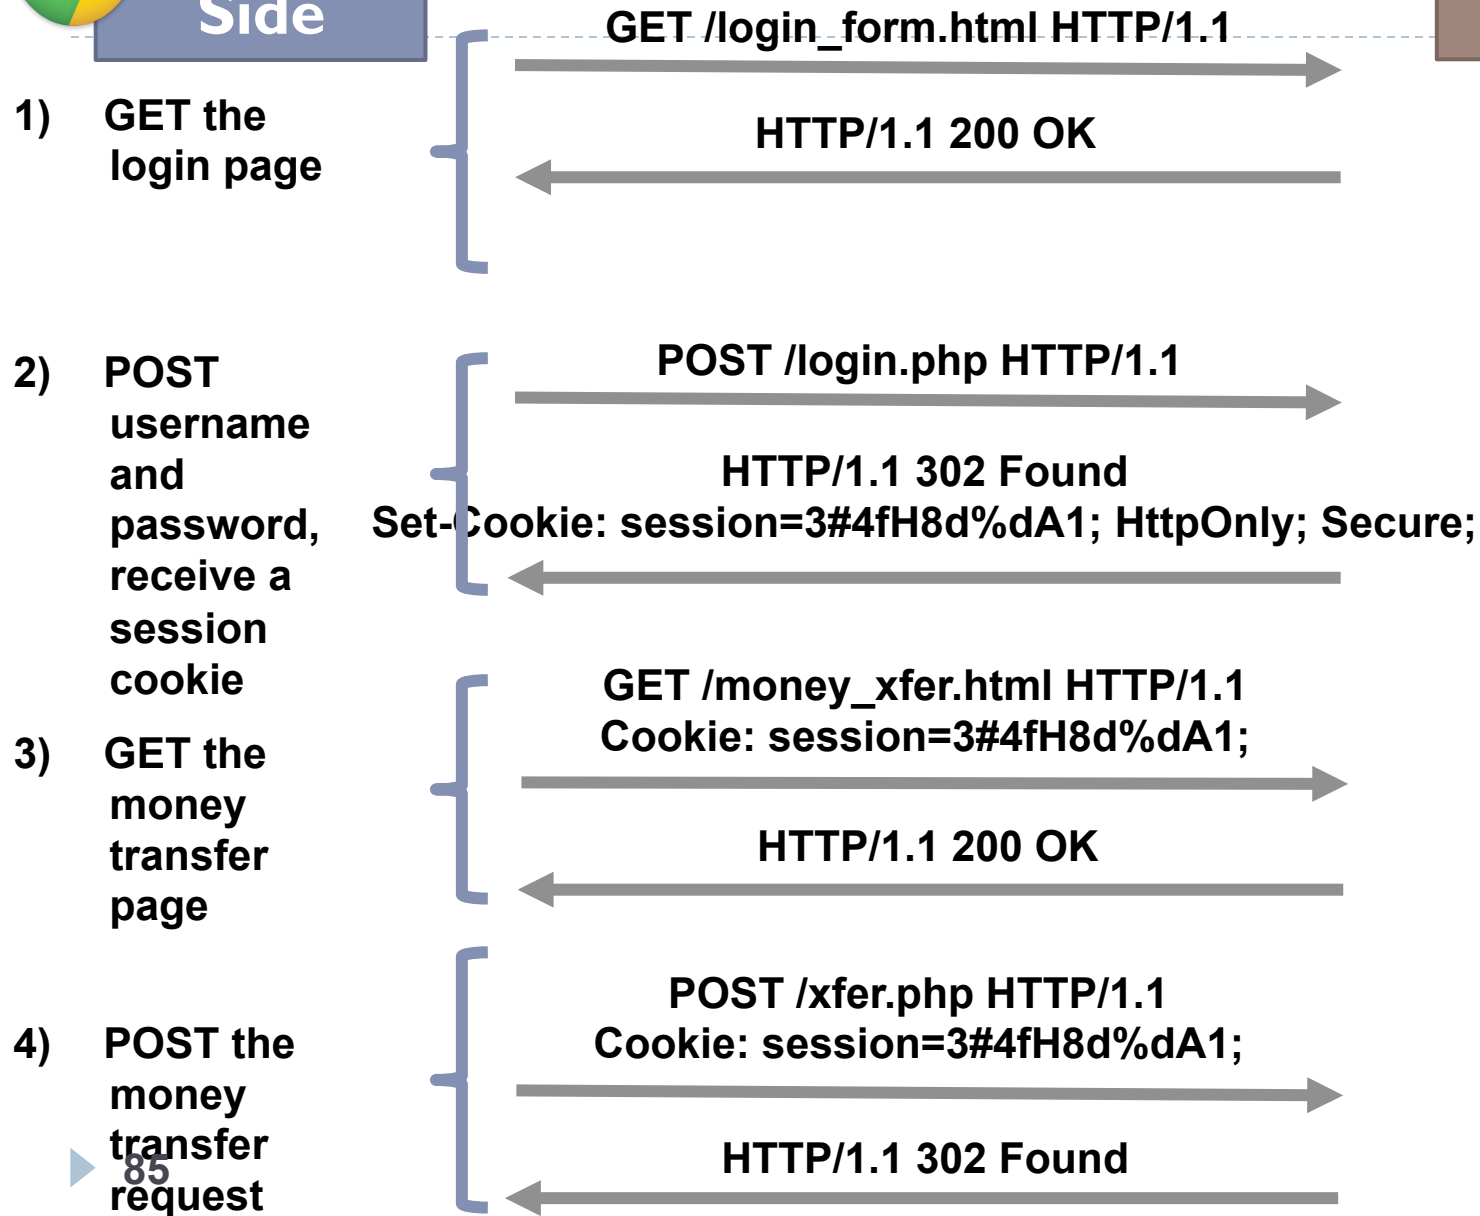 Side
GET /login_form.html HTTP/1.1
1) GET the
login page
HTTP/1.1 200 OK
2) POST
username
and
password,
receive a
session
cookie
POST /login.php HTTP/1.1
HTTP/1.1 302 Found
Set-Cookie: session=3#4fH8d%dA1; HttpOnly; Secure;
3) GET the
money
transfer
page
GET /money_xfer.html HTTP/1.1
Cookie: session=3#4fH8d%dA1;
HTTP/1.1 200 OK
4) POST the
money
transfer
request
POST /xfer.php HTTP/1.1
Cookie: session=3#4fH8d%dA1;
HTTP/1.1 302 Found
85